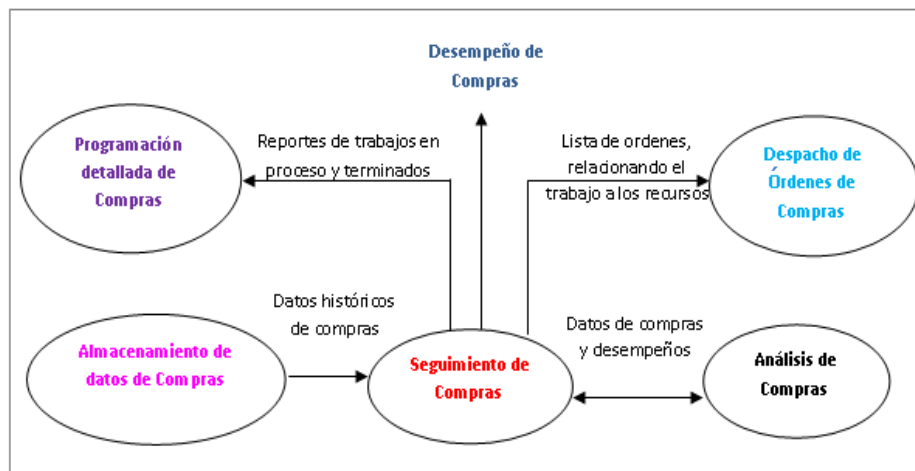 Desempeño de
Compras
Programación
detallada de
Compras
Reportes de trabajos en
proceso y terminados
Lista de ordenes,
relacionando el
trabajo a los recursos
Despacho de
Órdenes de
Compras
Datos históricos
de compras
Almacenamiento de
datos de Compras
Seguimiento de
Compras
Datos de compras
y desempeños
Análisis de
Compras